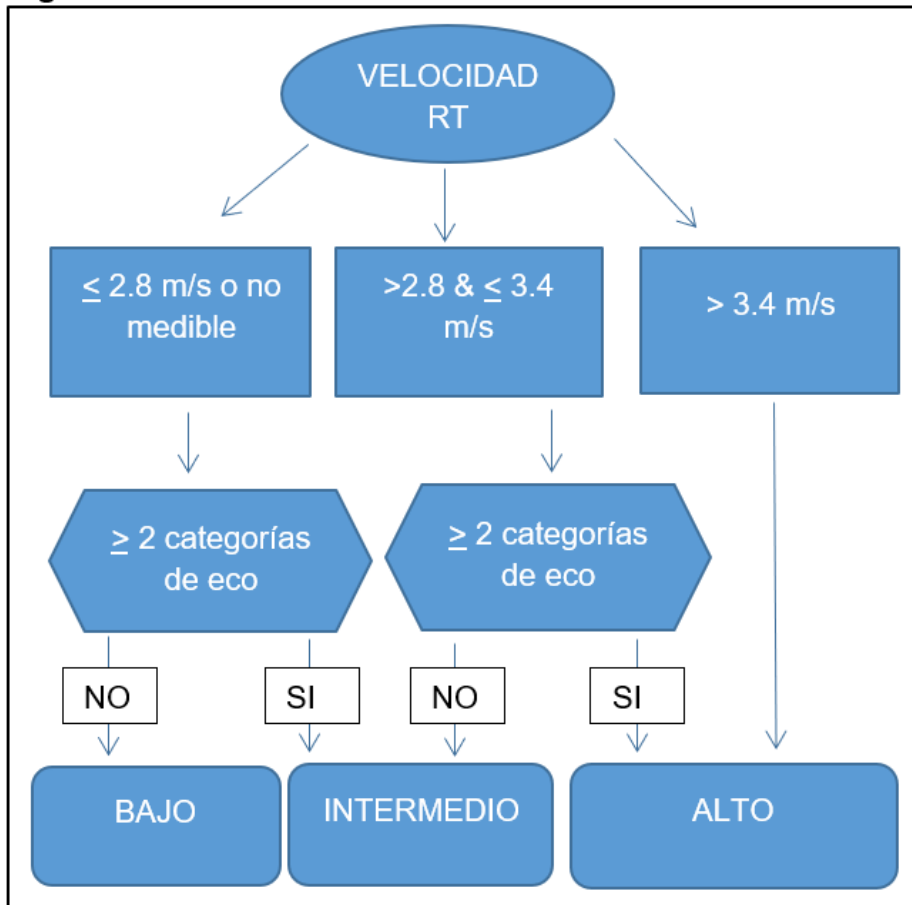 VELOCIDAD
RT
≤ 2.8 m/s o no
medible
>2.8 & ≤ 3.4
m/s
> 3.4 m/s
≥ 2 categorías
de eco
≥ 2 categorías
de eco
NO
SI
NO
SI
BAJO
INTERMEDIO
ALTO